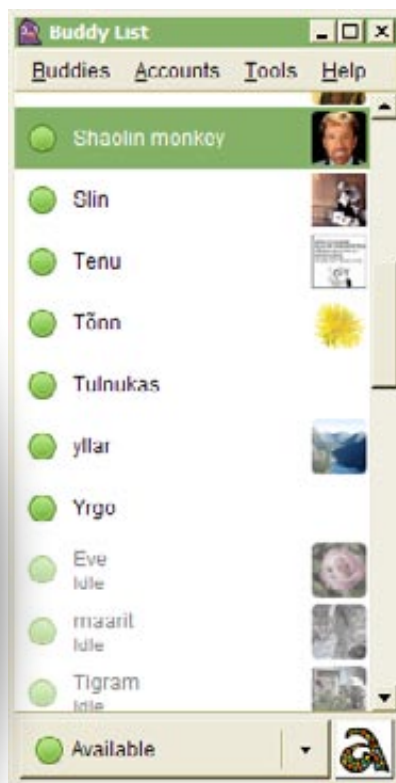 Buddy List
Buddies Accounts Tools Help
Shaolin monkey
Slin
Tenu
Tõnn
Tulnukas
yllar
Yrgo
Eve
Idle
maarit
Idle
Tigram
Idle
Available
a